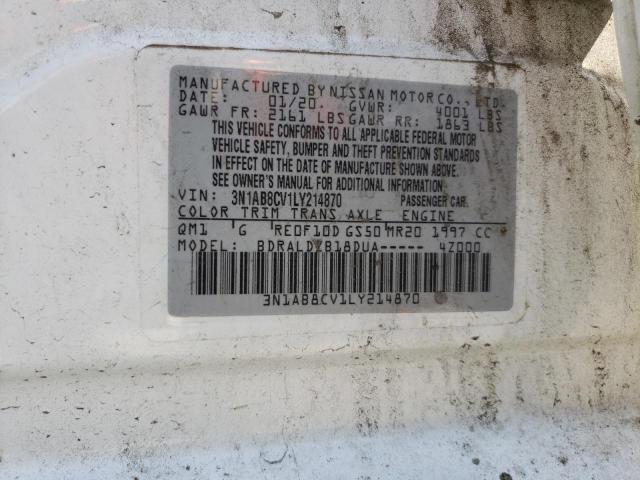 MANUFACTURED BY NISSAN MOTOR CO., LTD.
DATE: 01/20 GVWR: 4001 LBS
GAWR FR: 2161 LBS GAWR RR: 1863 LBS
THIS VEHICLE CONFORMS TO ALL APPLICABLE FEDERAL MOTOR
VEHICLE SAFETY, BUMPER AND THEFT PREVENTION STANDARDS
IN EFFECT ON THE DATE OF MANUFACTURE SHOWN ABOVE.
SEE OWNER'S MANUAL FOR ADDITIONAL INFORMATION.
VIN: 3N1AB8CV1LY214870 PASSENGER CAR
COLOR TRIM TRANS AXLE ENGINE
QM1 G RE0F10D GS50 MR20 1997 CC
MODEL: BDRALDZB18DUA----- 4Z000
3N1AB8CV1LY214870